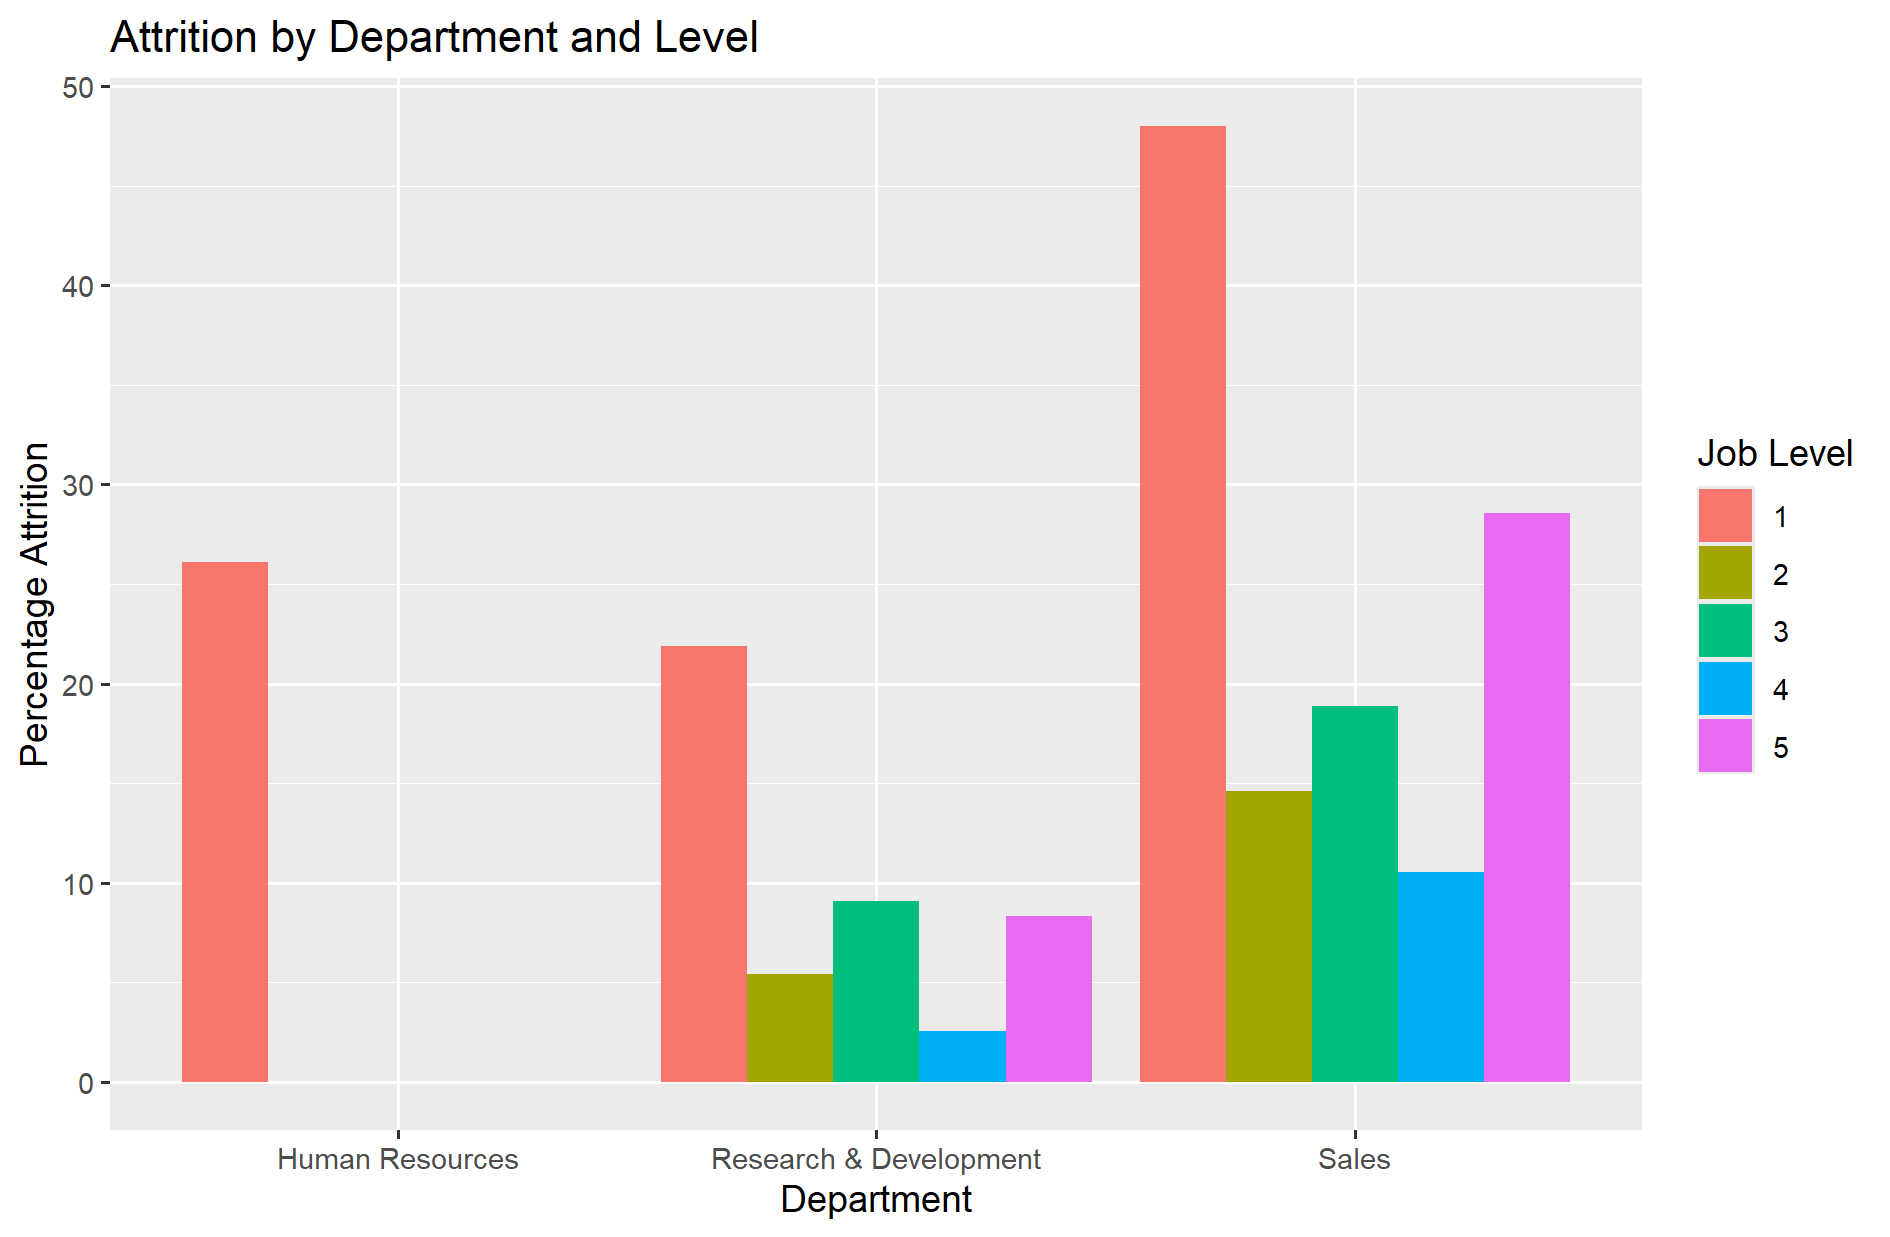 Attrition by Department and Level
Percentage Attrition
50
40
30
20
10
0
Human Resources
Research & Development
Sales
Department
Job Level
1
2
3
4
5